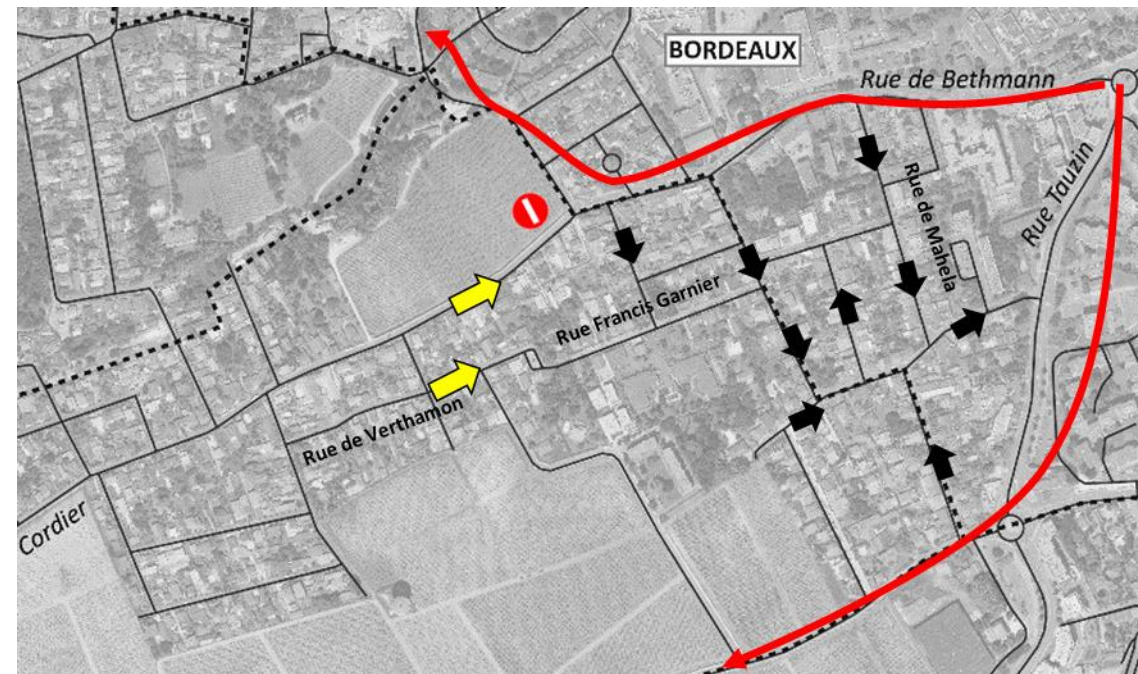 BORDEAUX
Rue de Bethmann
Rue Tauzin
Rue de Mahela
Rue Francis Garnier
Rue de Verthamon
Cordier